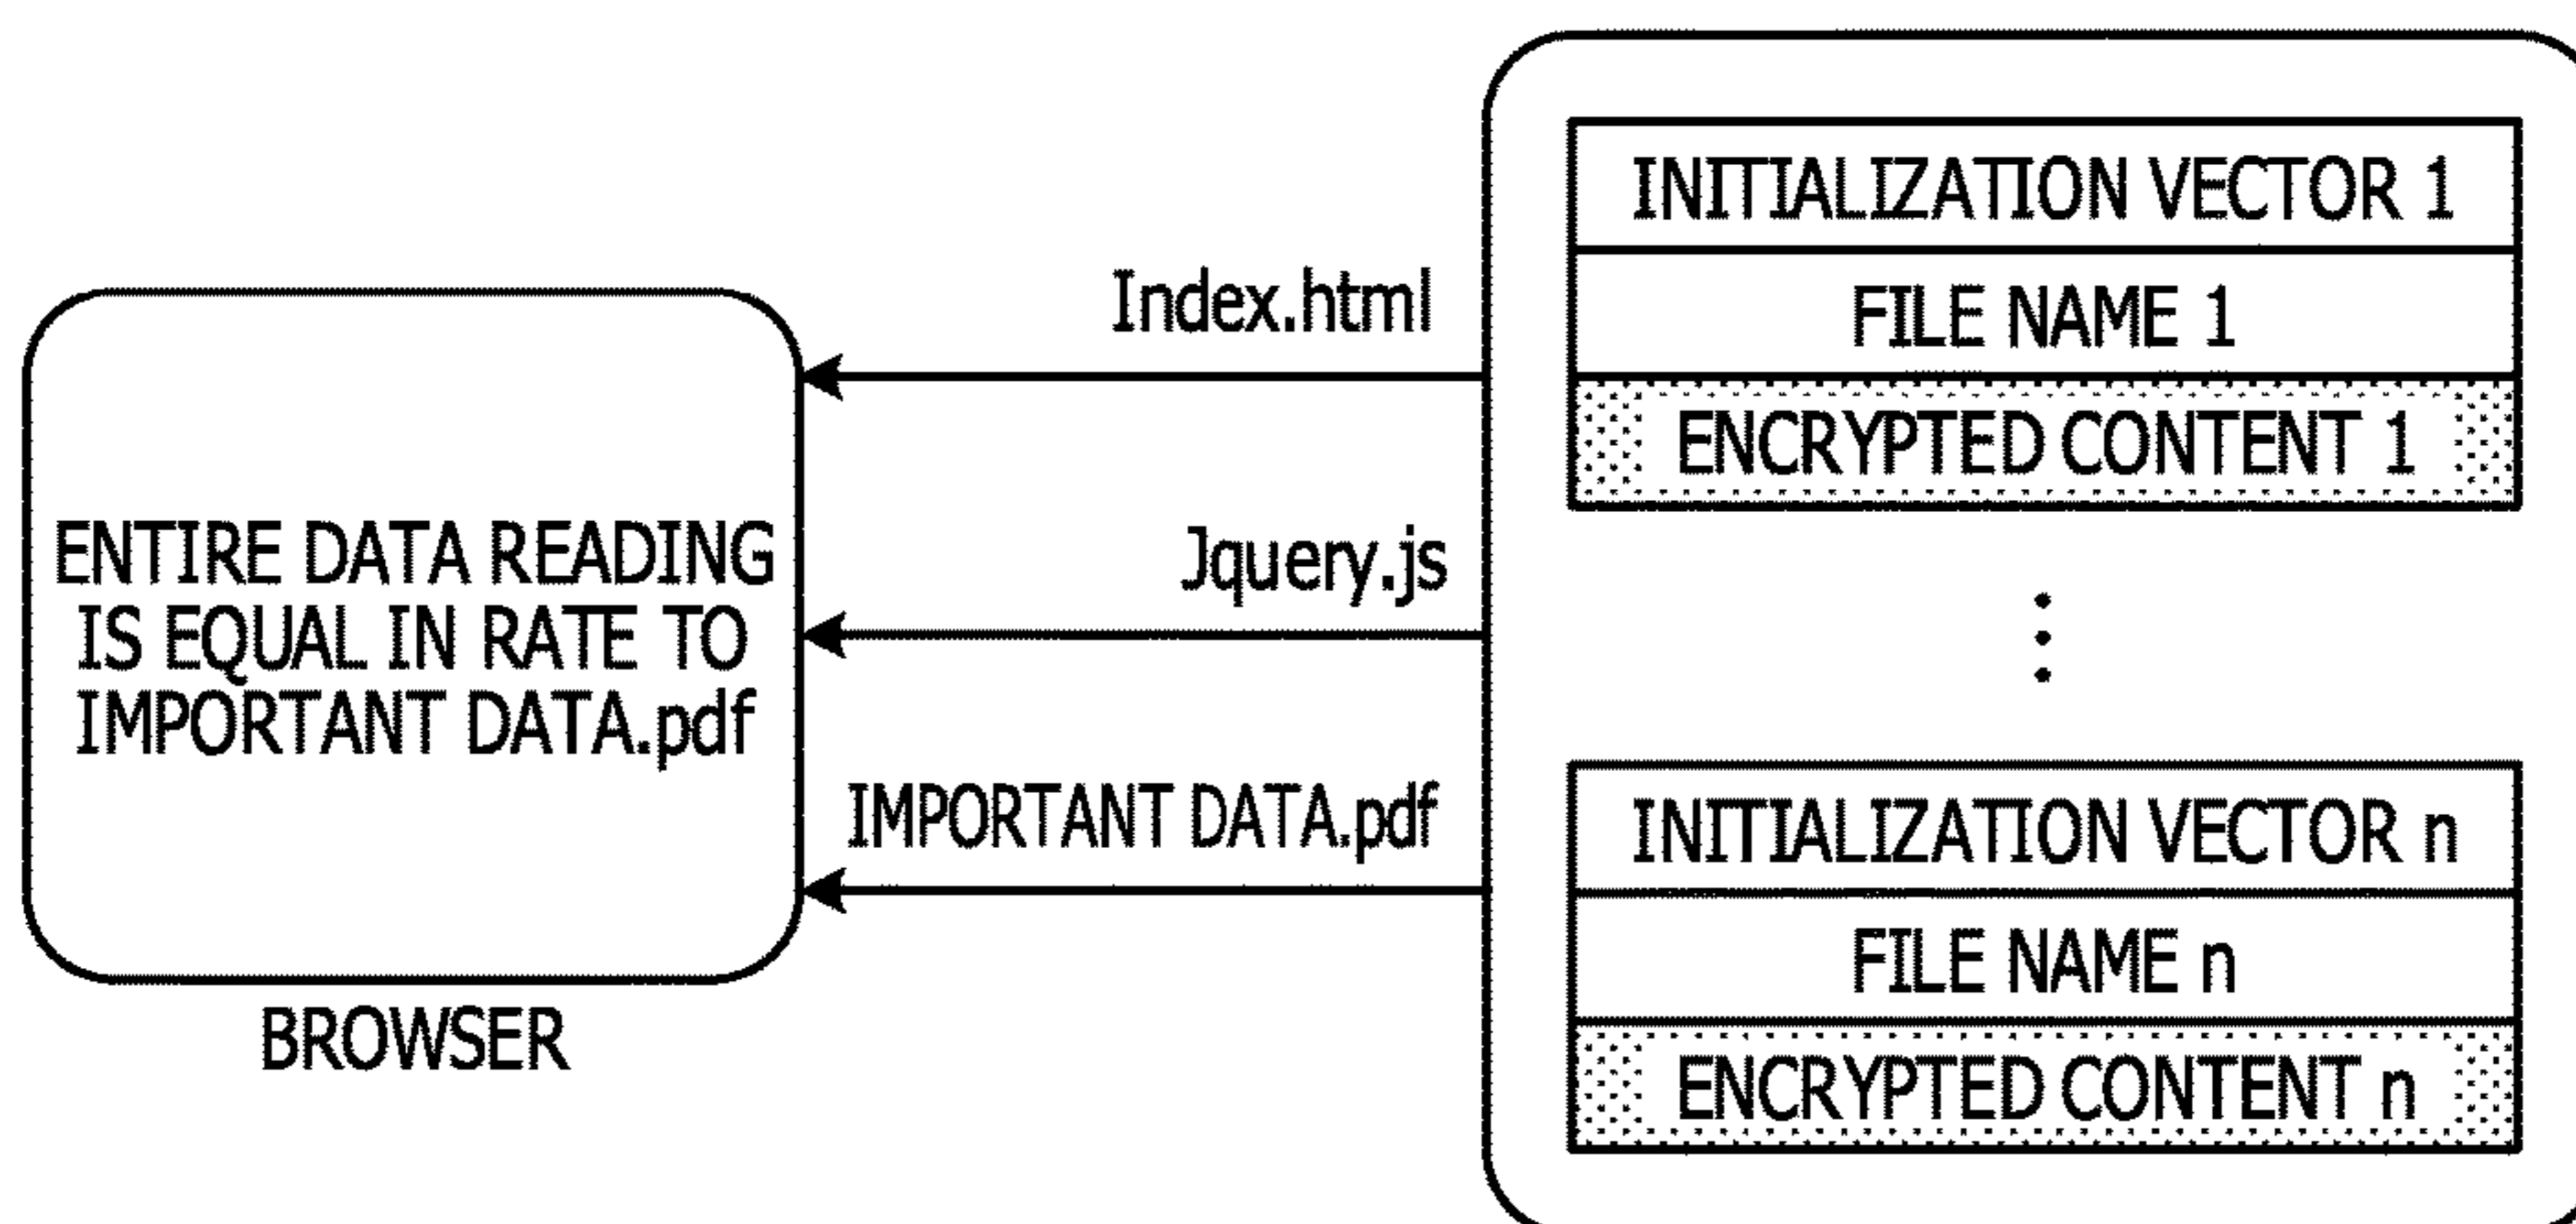 ENTIRE DATA READING
IS EQUAL IN RATE TO
IMPORTANT DATA.pdf
BROWSER
Index.html
Jquery.js
IMPORTANT DATA.pdf
INITIALIZATION VECTOR 1
FILE NAME 1
ENCRYPTED CONTENT 1
INITIALIZATION VECTOR n
FILE NAME n
ENCRYPTED CONTENT n